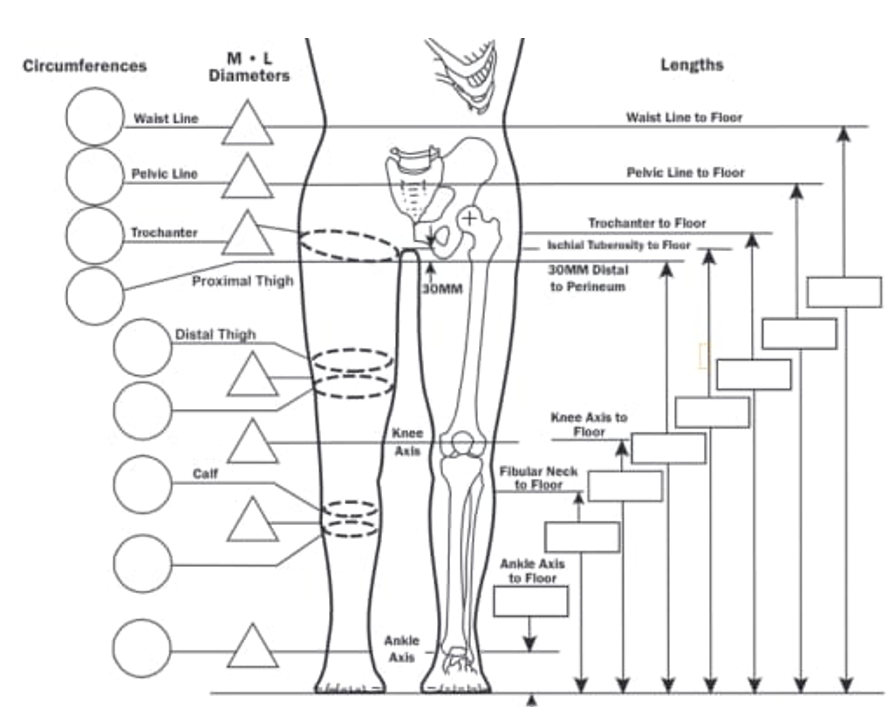 Circumferences
M • L
Diameters
Lengths
Waist Line
Waist Line to Floor
Pelvic Line
Pelvic Line to Floor
Trochanter
Trochanter to Floor
Ischial Tuberosity to Floor
Proximal Thigh
30MM
30MM Distal
to Perineum
Distal Thigh
Knee
Axis
Knee Axis to
Floor
Calf
Fibular Neck
to Floor
Ankle Axis
to Floor
Ankle
Axis